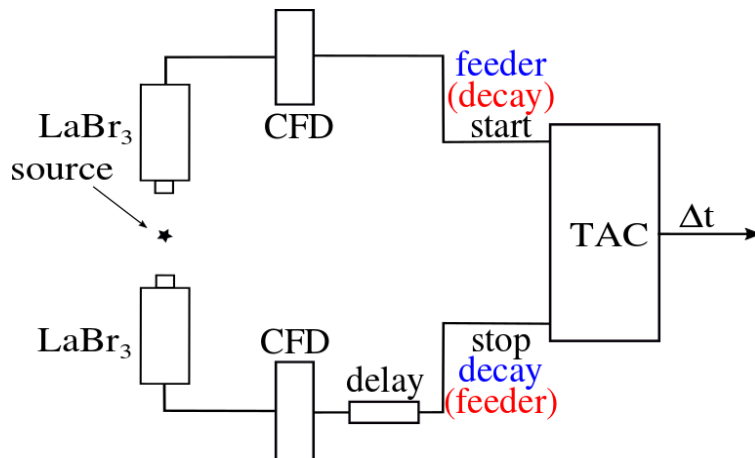 feeder
(decay)
start
LaBr₃
CFD
source
TAC
Δt
LaBr₃
CFD
delay
stop
decay
(feeder)